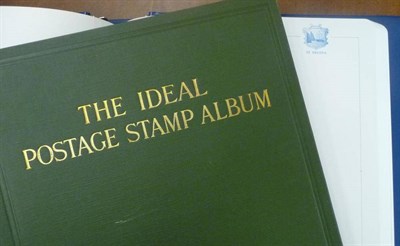 THE IDEAL
POSTAGE STAMP ALBUM